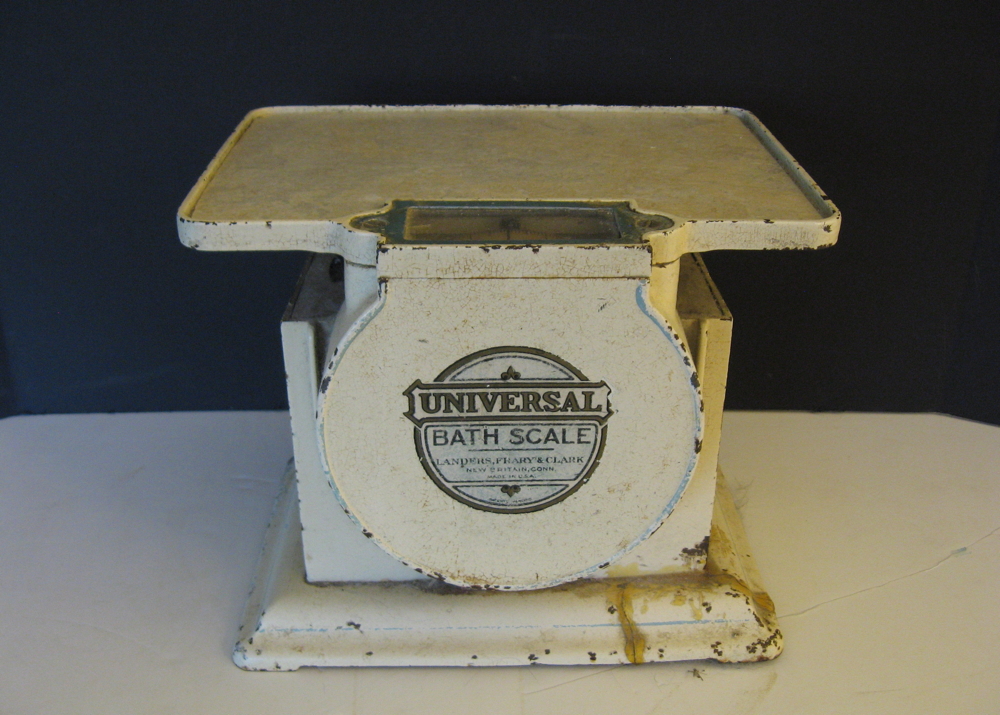 UNIVERSAL
BATH SCALE
LANDERS, FRARY & CLARK
NEW BRITAIN, CONN.
MADE IN U.S.A.